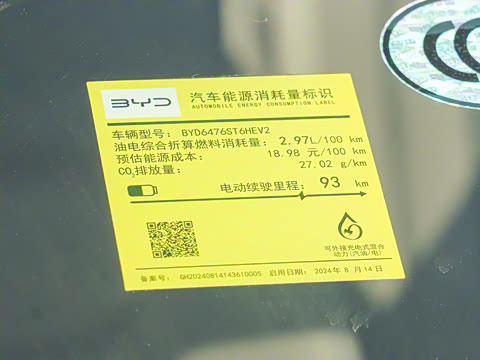 BYD
汽车能源消耗量标识
AUTOMOBILE ENERGY CONSUMPTION LABEL
车辆型号: BYD6476ST6HEV2
油电综合折算燃料消耗量: 2.97L/100 km
预估能源成本: 18.98 元/100 km
CO₂排放量: 27.02 g/km
电动续驶里程: 93 km
可外接充电式混合
动力(汽油/电)
备案号: GH20240814143610005 启用日期: 2024年 8 月 14 日